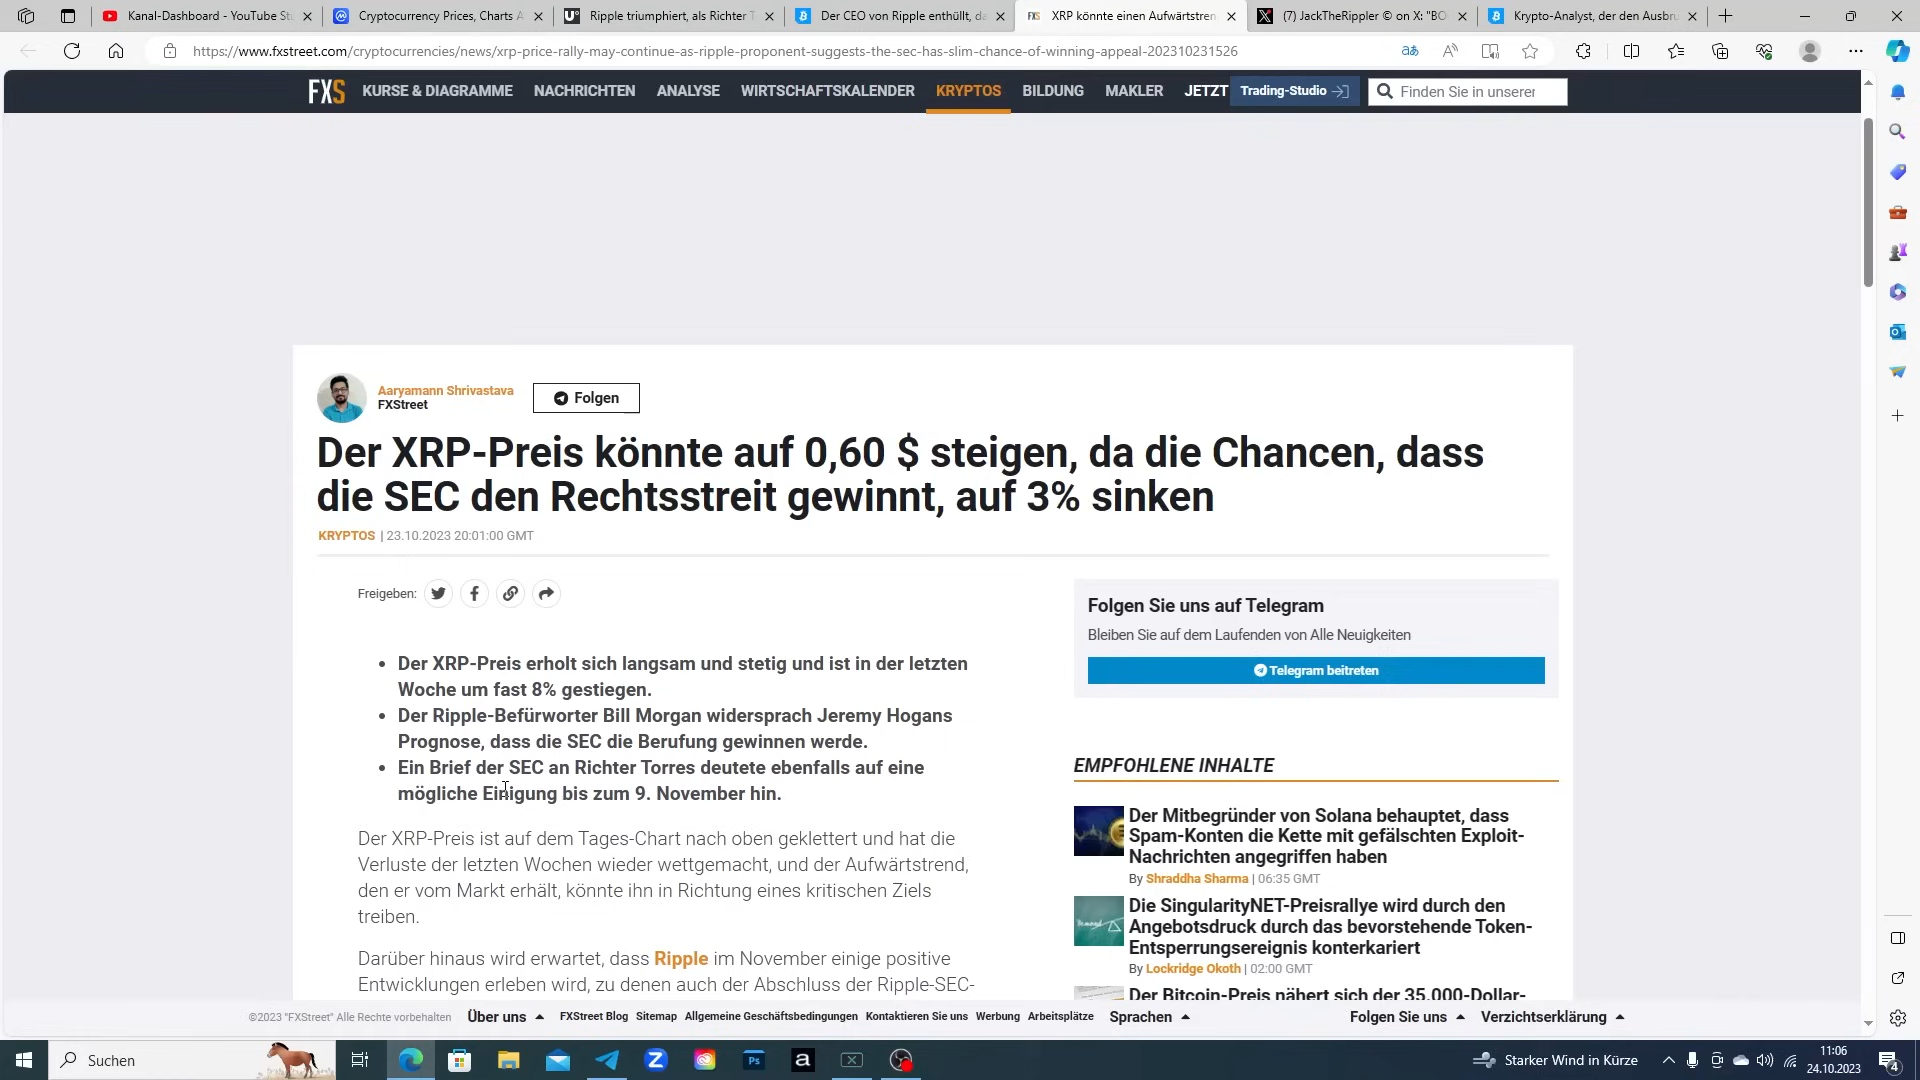 Kanal-Dashboard - YouTube St
Cryptocurrency Prices, Charts A
Ripple triumphiert, als Richter T
Der CEO von Ripple enthüllt, da
XRP könnte einen Aufwärtstren
(7) JackTheRippler © on X: "BO
Krypto-Analyst, der den Ausbru
https://www.fxstreet.com/cryptocurrencies/news/xrp-price-rally-may-continue-as-ripple-proponent-suggests-the-sec-has-slim-chance-of-winning-appeal-202310231526
FXS KURSE & DIAGRAMME NACHRICHTEN ANALYSE WIRTSCHAFTSKALENDER KRYPTOS BILDUNG MAKLER JETZT Trading-Studio Finden Sie in unserer
Aaryamann Shrivastava
FXStreet
Folgen
Der XRP-Preis könnte auf 0,60 $ steigen, da die Chancen, dass
die SEC den Rechtsstreit gewinnt, auf 3% sinken
KRYPTOS | 23.10.2023 20:01:00 GMT
Freigeben:
• Der XRP-Preis erholt sich langsam und stetig und ist in der letzten
Woche um fast 8% gestiegen.
• Der Ripple-Befürworter Bill Morgan widersprach Jeremy Hogans
Prognose, dass die SEC die Berufung gewinnen werde.
• Ein Brief der SEC an Richter Torres deutete ebenfalls auf eine
mögliche Einigung bis zum 9. November hin.
Der XRP-Preis ist auf dem Tages-Chart nach oben geklettert und hat die
Verluste der letzten Wochen wieder wettgemacht, und der Aufwärtstrend,
den er vom Markt erhält, könnte ihn in Richtung eines kritischen Ziels
treiben.
Darüber hinaus wird erwartet, dass Ripple im November einige positive
Entwicklungen erleben wird, zu denen auch der Abschluss der Ripple-SEC-
Folgen Sie uns auf Telegram
Bleiben Sie auf dem Laufenden von Alle Neuigkeiten
Telegram beitreten
EMPFOHLENE INHALTE
Der Mitbegründer von Solana behauptet, dass
Spam-Konten die Kette mit gefälschten Exploit-
Nachrichten angegriffen haben
By Shraddha Sharma | 06:35 GMT
Die SingularityNET-Preisrallye wird durch den
Angebotsdruck durch das bevorstehende Token-
Entsperrungsereignis konterkariert
By Lockridge Okoth | 02:00 GMT
Der Bitcoin-Preis nähert sich der 35.000-Dollar-
©2023 "FXStreet" Alle Rechte vorbehalten Über uns FXStreet Blog Sitemap Allgemeine Geschäftsbedingungen Kontaktieren Sie uns Werbung Arbeitsplätze Sprachen Folgen Sie uns Verzichtserklärung
Suchen
Ps
a
Starker Wind in Kürze
11:06
24.10.2023
4